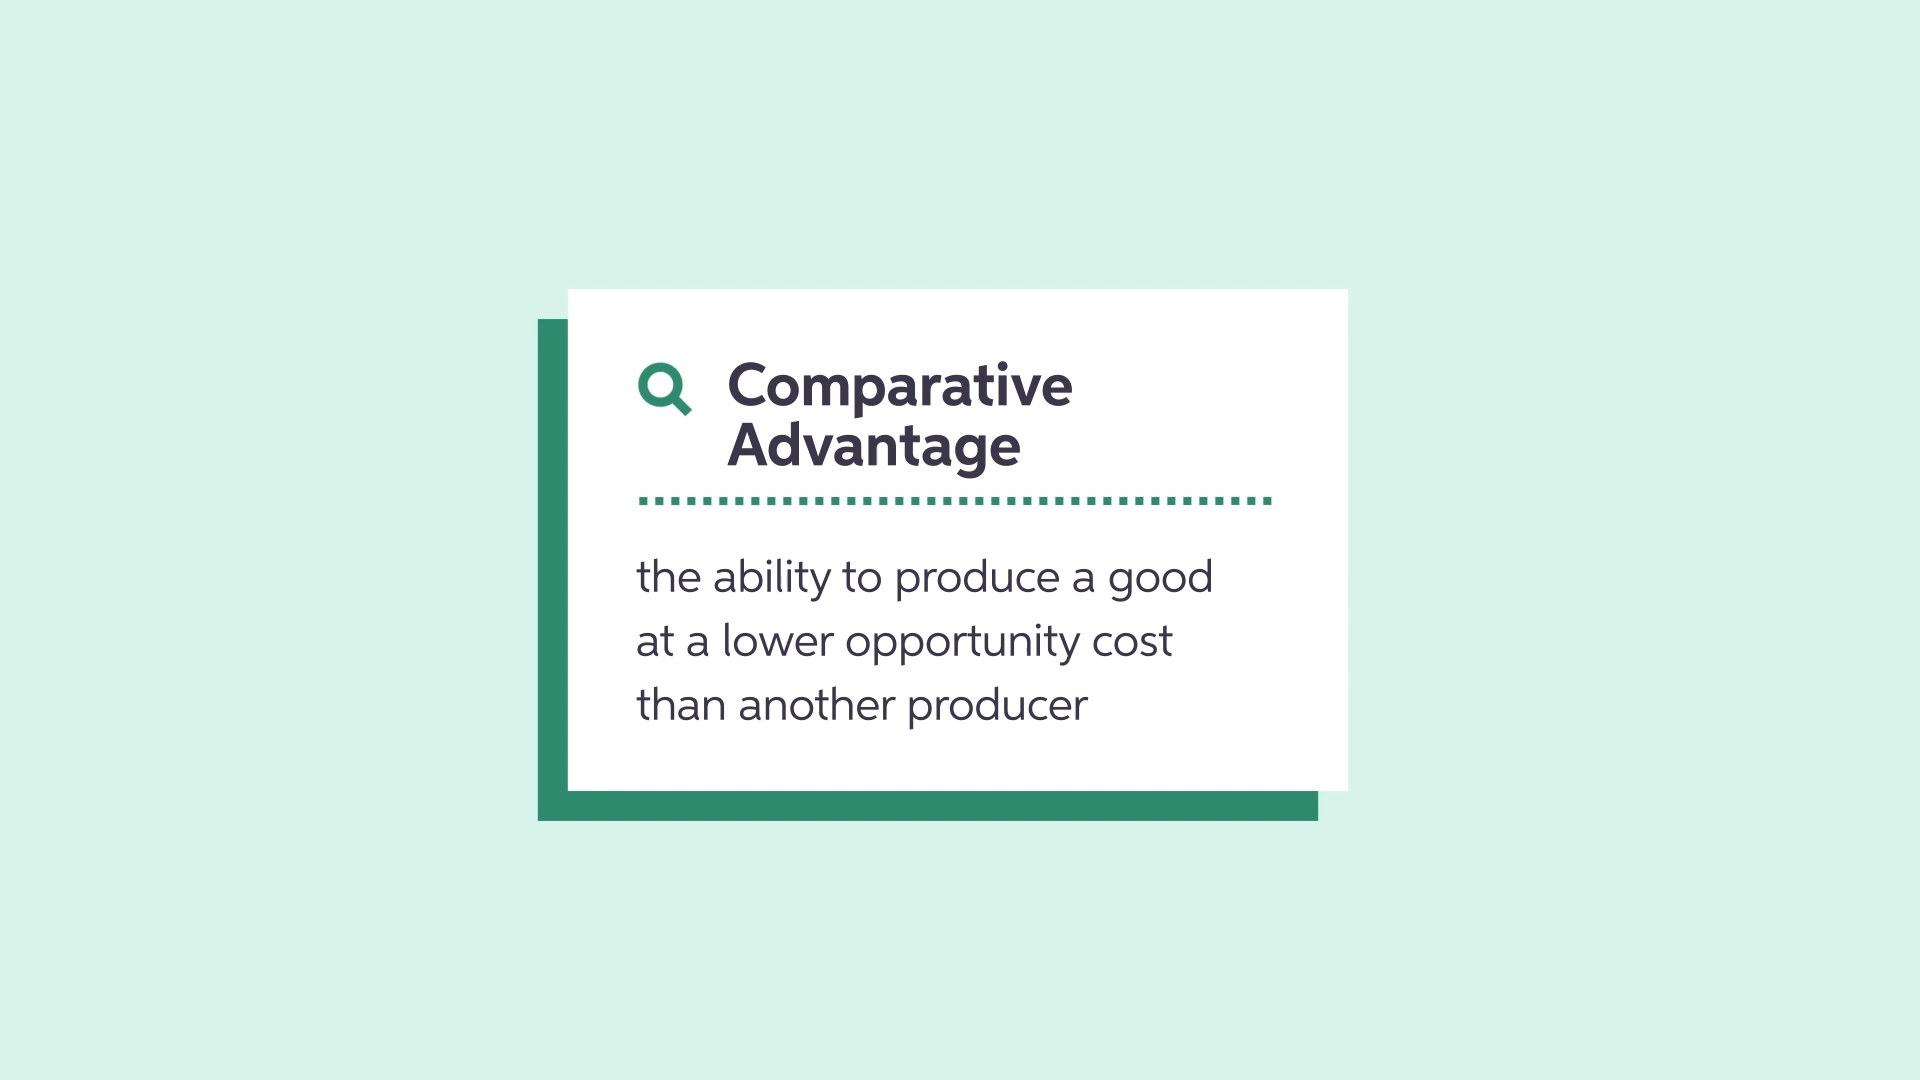 Comparative
Advantage
the ability to produce a good
at a lower opportunity cost
than another producer